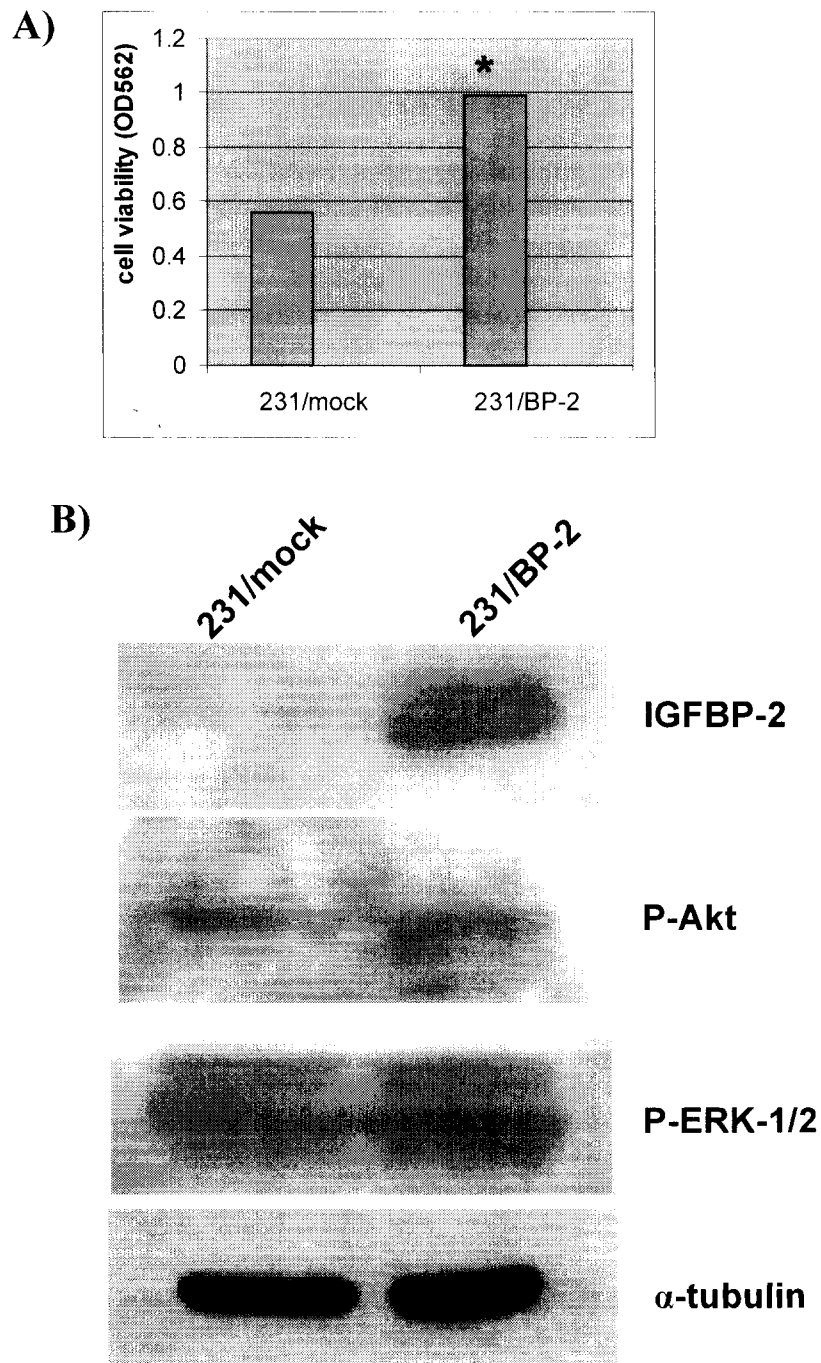 A)
cell viability (OD562)
1.2
*
1
0.8
0.6
0.4
0.2
0
231/mock 231/BP-2
B)
231/mock 231/BP-2
IGFBP-2
P-Akt
P-ERK-1/2
α-tubulin